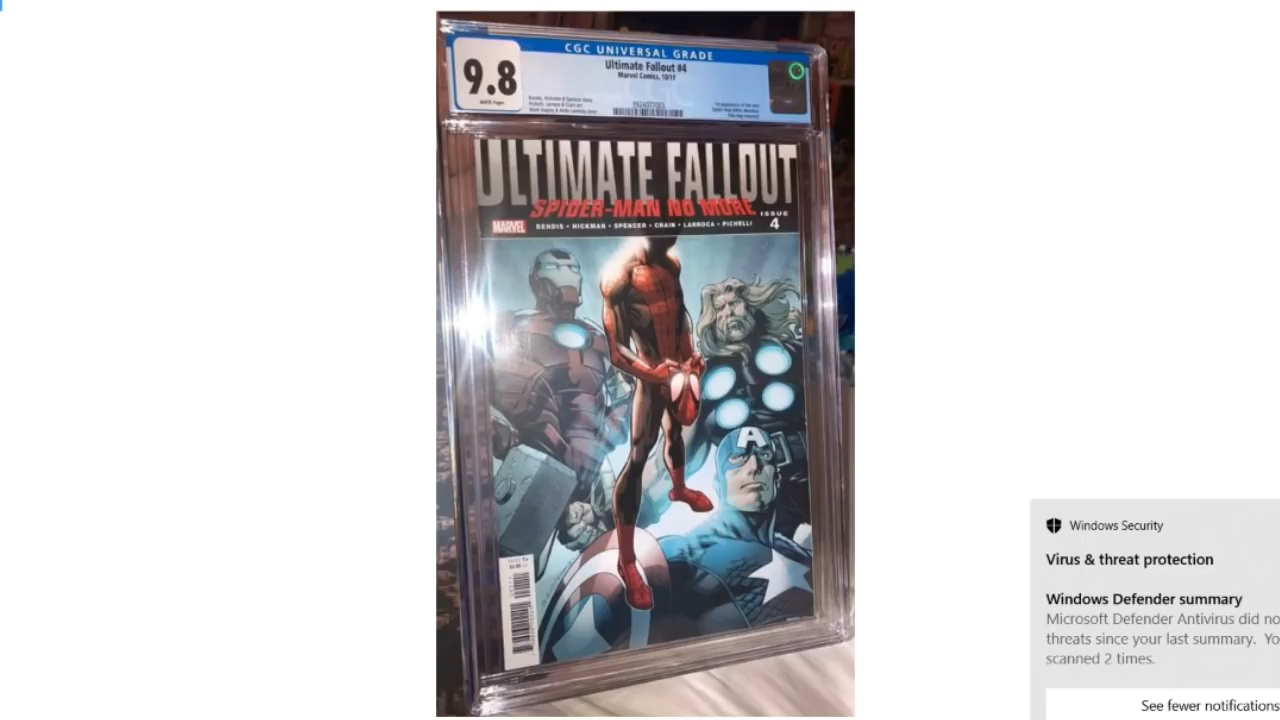 CGC UNIVERSAL GRADE
9.8
WHITE Pages
Ultimate Fallout #4
Marvel Comics, 10/11
ULTIMATE FALLOUT
SPIDER-MAN NO MORE
ISSUE
4
MARVEL
BENDIS • HICKMAN • SPENCER • CRAIN • LARROCA • PICHELLI
A
Windows Security
Virus & threat protection
Windows Defender summary
Microsoft Defender Antivirus did no
threats since your last summary. Yo
scanned 2 times.
See fewer notifications